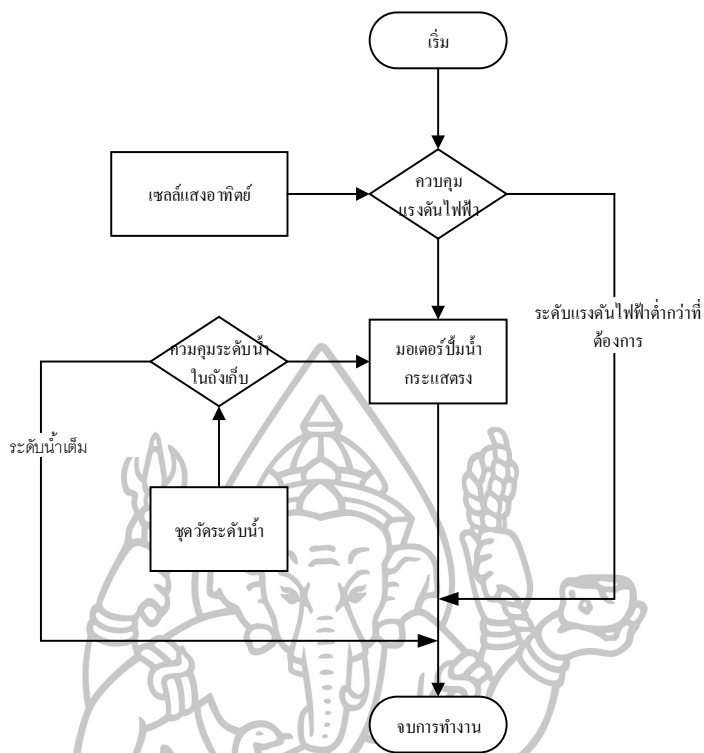 เริ่ม
ควบคุม
แรงดันไฟฟ้า
เซลล์แสงอาทิตย์
ระดับแรงดันไฟฟ้าต่ำกว่าที่
ต้องการ
ควมคุมระดับน้ำ
ในถังเก็บ
มอเตอร์ปั๊มน้ำ
กระแสตรง
ระดับน้ำเต็ม
ชุดวัดระดับน้ำ
จบการทำงาน